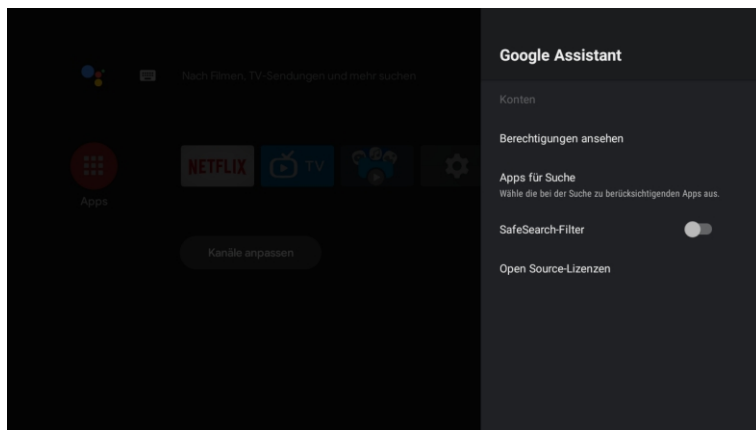 Nach Filmen, TV-Sendungen und mehr suchen
NETFLIX
TV
Apps
Kanäle anpassen
Google Assistant
Konten
Berechtigungen ansehen
Apps für Suche
Wähle die bei der Suche zu berücksichtigenden Apps aus.
SafeSearch-Filter
Open Source-Lizenzen